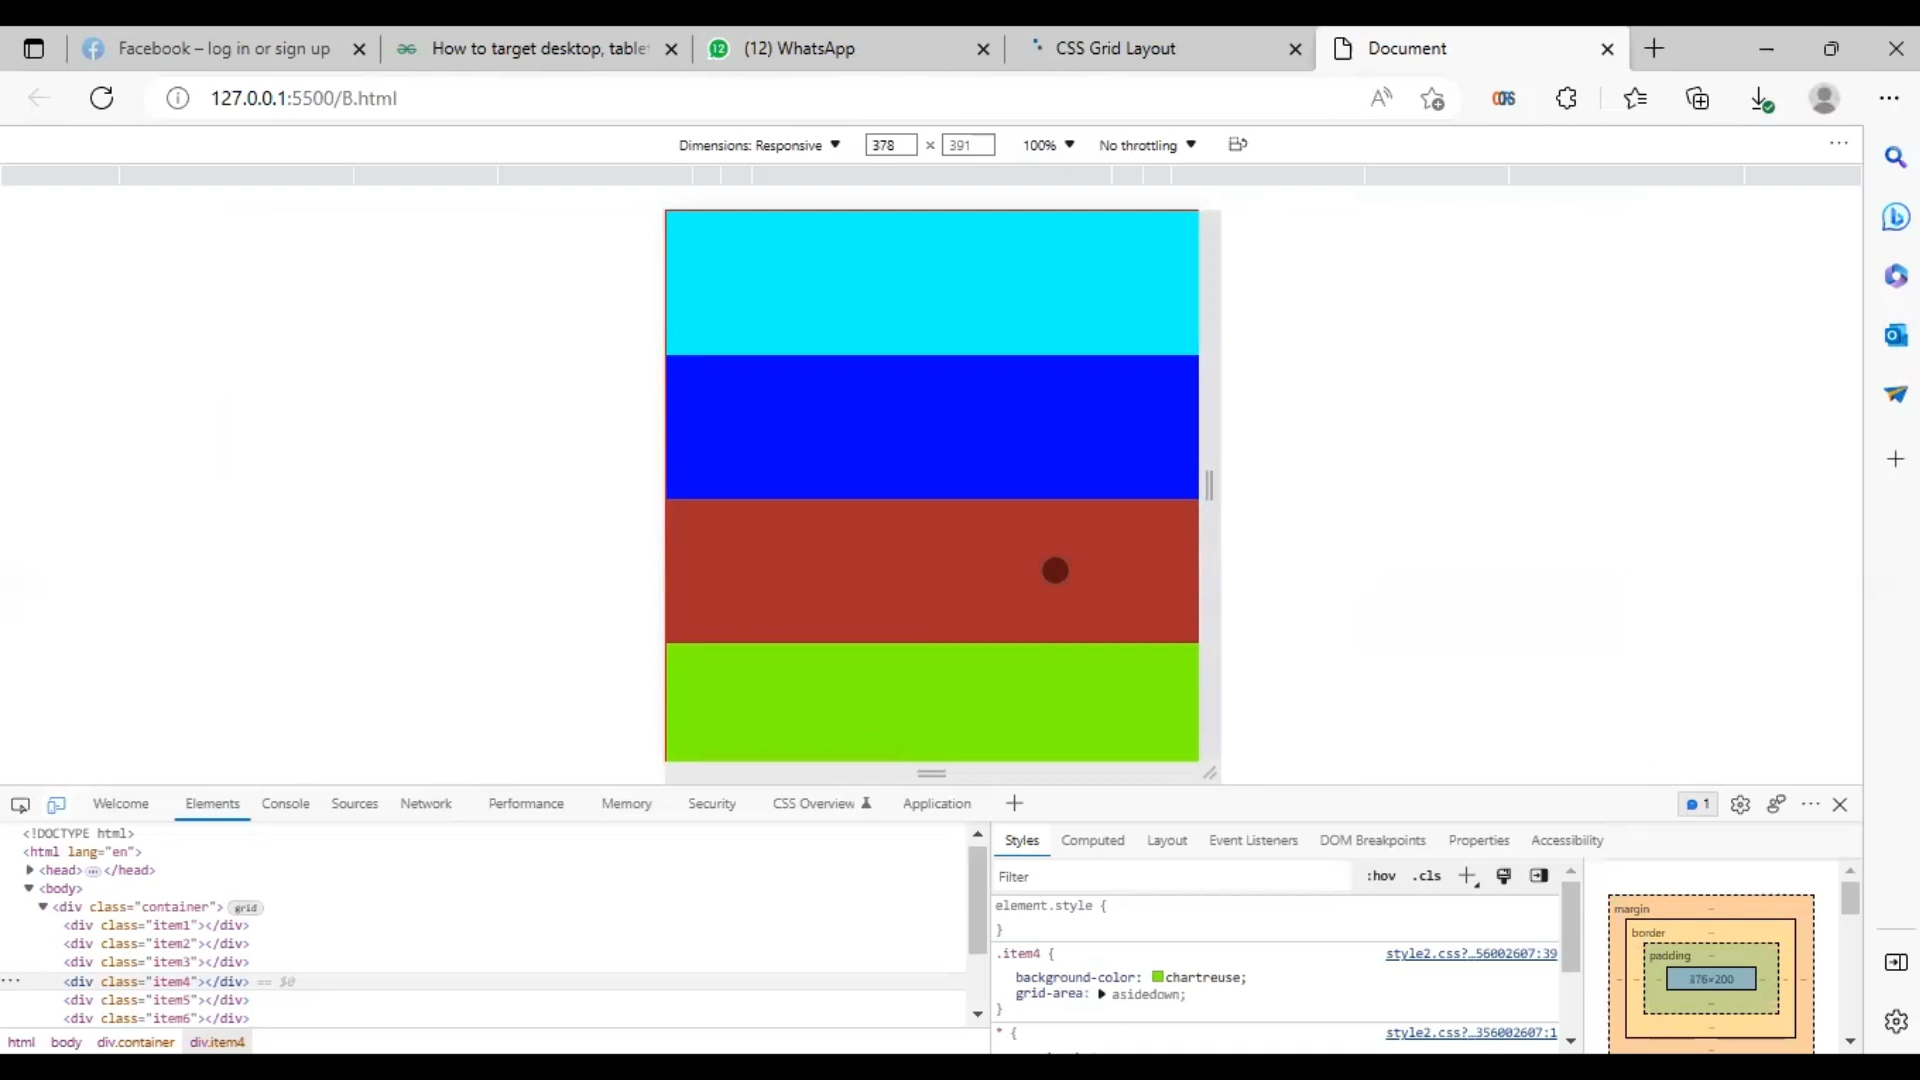 Facebook – log in or sign up
How to target desktop, table
12
(12) WhatsApp
CSS Grid Layout
Document
127.0.0.1:5500/B.html
CORS
Dimensions: Responsive
378 × 391
100%
No throttling
Welcome
Elements
Console
Sources
Network
Performance
Memory
Security
CSS Overview
Application
1
<!DOCTYPE html>
<html lang="en">
<head> ... </head>
<body>
<div class="container"> grid
<div class="item1"></div>
<div class="item2"></div>
<div class="item3"></div>
... <div class="item4"></div> == $0
<div class="item5"></div>
<div class="item6"></div>
html body div.container div.item4
Styles
Computed
Layout
Event Listeners
DOM Breakpoints
Properties
Accessibility
Filter
:hov .cls
element.style {
}
.item4 {
style2.css?…56002607:39
background-color: chartreuse;
grid-area: asidedown;
}
* {
style2.css?…356002607:1
margin
–
border
–
padding
–
376×200